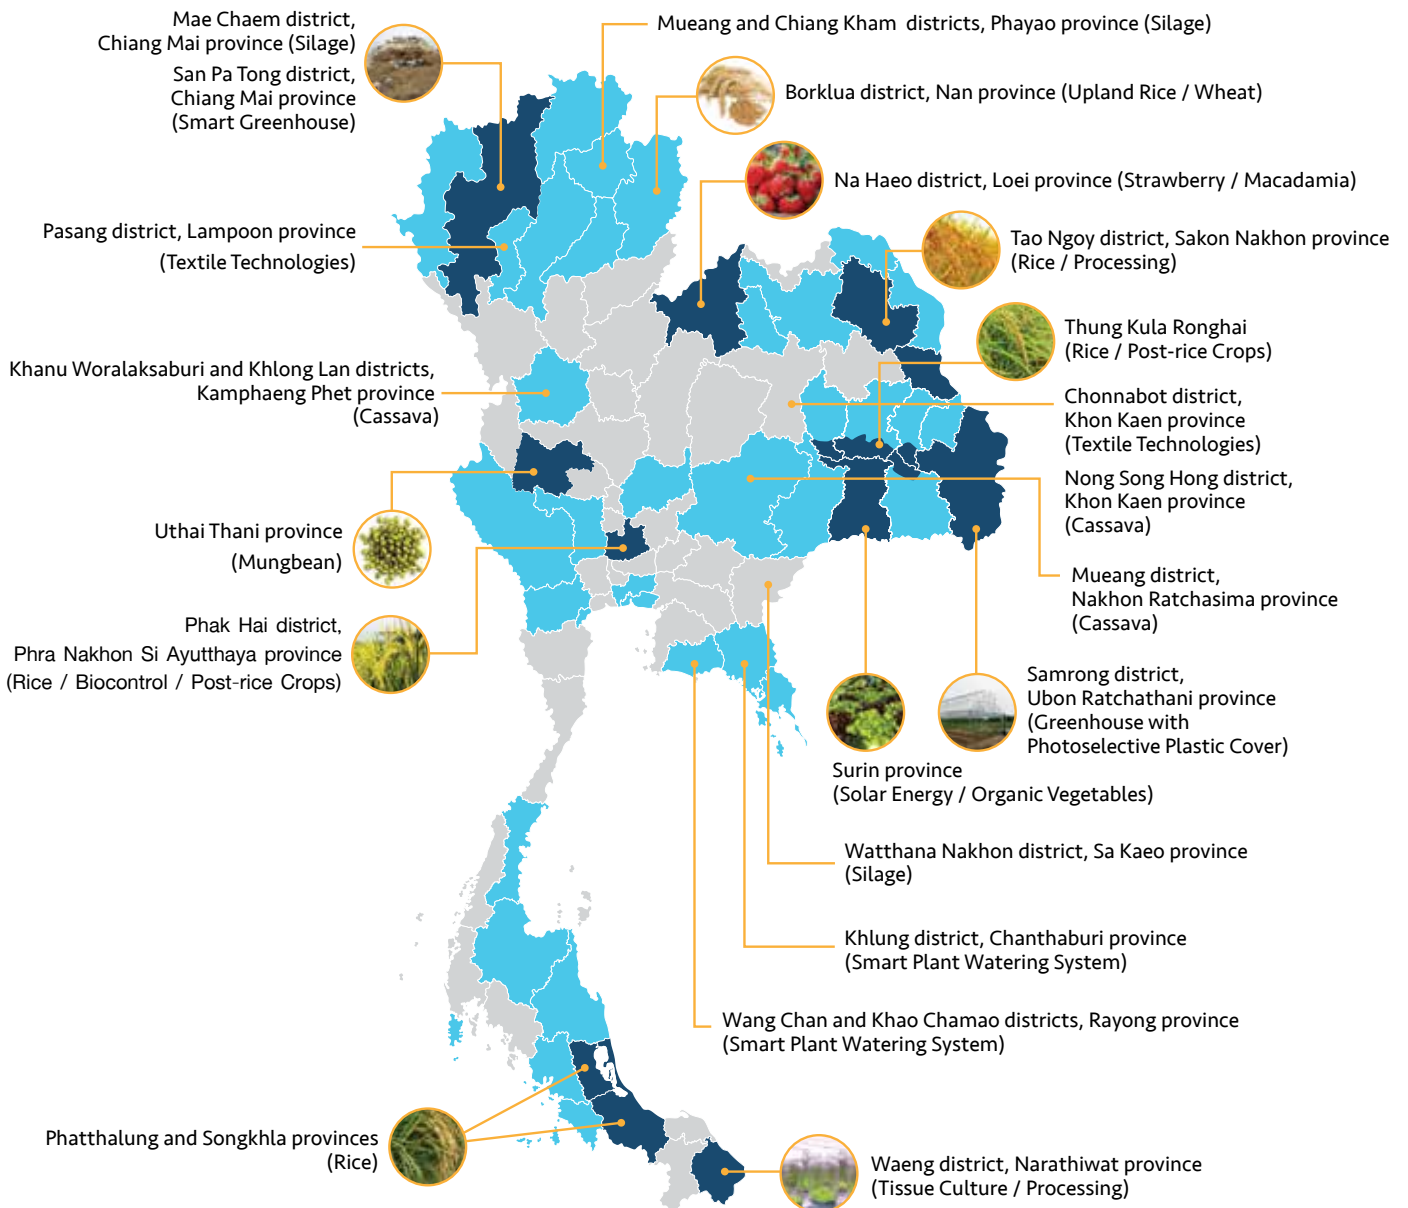 Mae Chaem district,
Chiang Mai province (Silage)
San Pa Tong district,
Chiang Mai province
(Smart Greenhouse)
Mueang and Chiang Kham districts, Phayao province (Silage)
Borklua district, Nan province (Upland Rice / Wheat)
Na Haeo district, Loei province (Strawberry / Macadamia)
Pasang district, Lampoon province
(Textile Technologies)
Tao Ngoy district, Sakon Nakhon province
(Rice / Processing)
Thung Kula Ronghai
(Rice / Post-rice Crops)
Khanu Woralaksaburi and Khlong Lan districts,
Kamphaeng Phet province
(Cassava)
Chonnabot district,
Khon Kaen province
(Textile Technologies)
Nong Song Hong district,
Khon Kaen province
(Cassava)
Uthai Thani province
(Mungbean)
Mueang district,
Nakhon Ratchasima province
(Cassava)
Phak Hai district,
Phra Nakhon Si Ayutthaya province
(Rice / Biocontrol / Post-rice Crops)
Samrong district,
Ubon Ratchathani province
(Greenhouse with
Photoselective Plastic Cover)
Surin province
(Solar Energy / Organic Vegetables)
Watthana Nakhon district, Sa Kaeo province
(Silage)
Khlung district, Chanthaburi province
(Smart Plant Watering System)
Wang Chan and Khao Chamao districts, Rayong province
(Smart Plant Watering System)
Phatthalung and Songkhla provinces
(Rice)
Waeng district, Narathiwat province
(Tissue Culture / Processing)